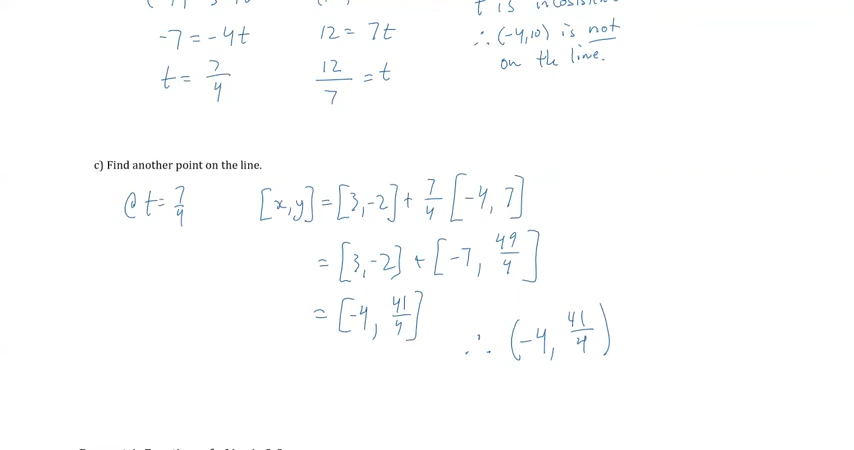 t is
-7 = -4t
12 = 7t
∴ (-4,10) is not
t = 7/4
12/7 = t
on the line.
c) Find another point on the line.
@ t = 7/4
[x,y] = [3,-2] + 7/4 [-4, 7]
= [3,-2] + [-7, 49/4]
= [-4, 41/4]
∴ (-4, 41/4)